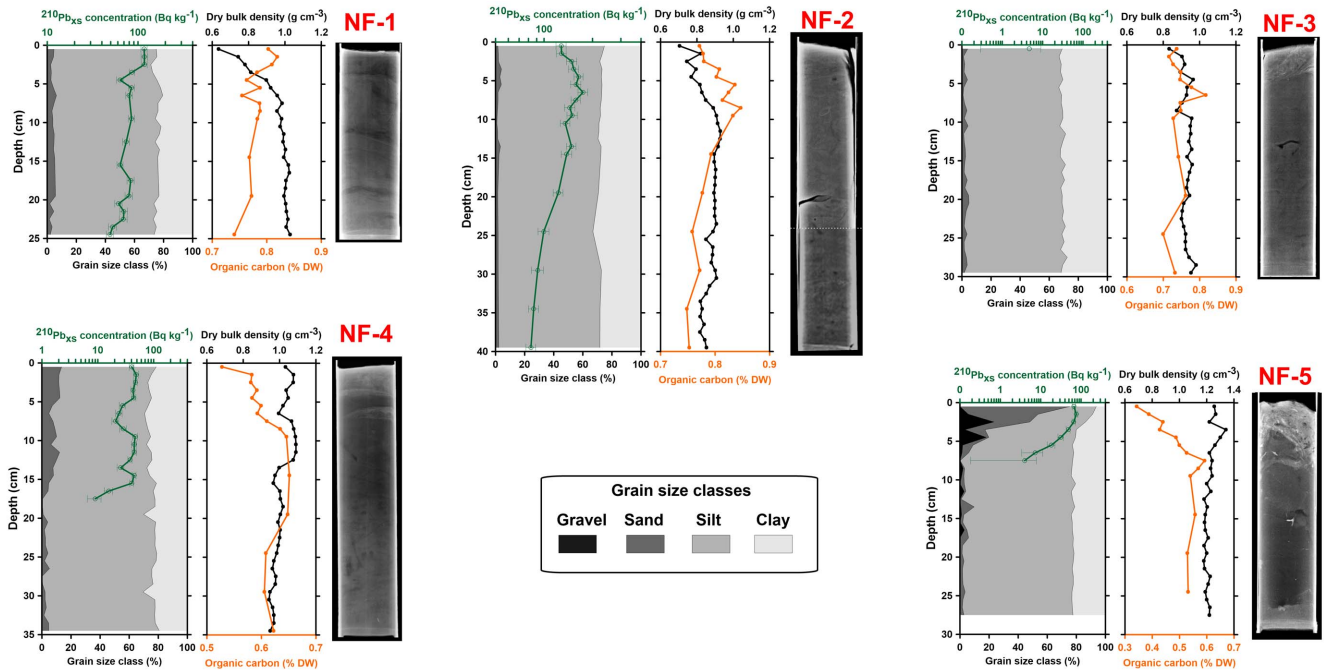 210Pbxs concentration (Bq kg-1)
10 100
Dry bulk density (g cm-3)
0.6 0.8 1.0 1.2
NF-1
Depth (cm)
0
5
10
15
20
25
0 20 40 60 80 100
Grain size class (%)
0.7 0.8 0.9
Organic carbon (% DW)
210Pbxs concentration (Bq kg-1)
100
Dry bulk density (g cm-3)
0.6 0.8 1.0 1.2
NF-2
Depth (cm)
0
5
10
15
20
25
30
35
40
0 20 40 60 80 100
Grain size class (%)
0.7 0.8 0.9
Organic carbon (% DW)
210Pbxs concentration (Bq kg-1)
1 10 100
Dry bulk density (g cm-3)
0.6 0.8 1.0 1.2
NF-3
Depth (cm)
0
5
10
15
20
25
30
0 20 40 60 80 100
Grain size class (%)
0.6 0.7 0.8 0.9
Organic carbon (% DW)
210Pbxs concentration (Bq kg-1)
1 10 100
Dry bulk density (g cm-3)
0.6 0.8 1.0 1.2
NF-4
Depth (cm)
0
5
10
15
20
25
30
35
0 20 40 60 80 100
Grain size class (%)
0.5 0.6 0.7
Organic carbon (% DW)
Grain size classes
Gravel Sand Silt Clay
210Pbxs concentration (Bq kg-1)
0 1 10 100
Dry bulk density (g cm-3)
0.6 0.8 1.0 1.2 1.4
NF-5
Depth (cm)
0
5
10
15
20
25
30
0 20 40 60 80 100
Grain size class (%)
0.3 0.4 0.5 0.6 0.7
Organic carbon (% DW)